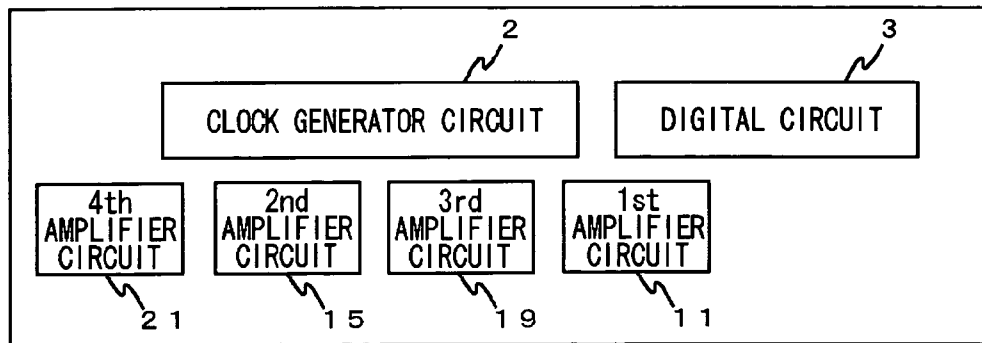 2
3
CLOCK GENERATOR CIRCUIT
DIGITAL CIRCUIT
4th
AMPLIFIER
CIRCUIT
2nd
AMPLIFIER
CIRCUIT
3rd
AMPLIFIER
CIRCUIT
1st
AMPLIFIER
CIRCUIT
21
15
19
11